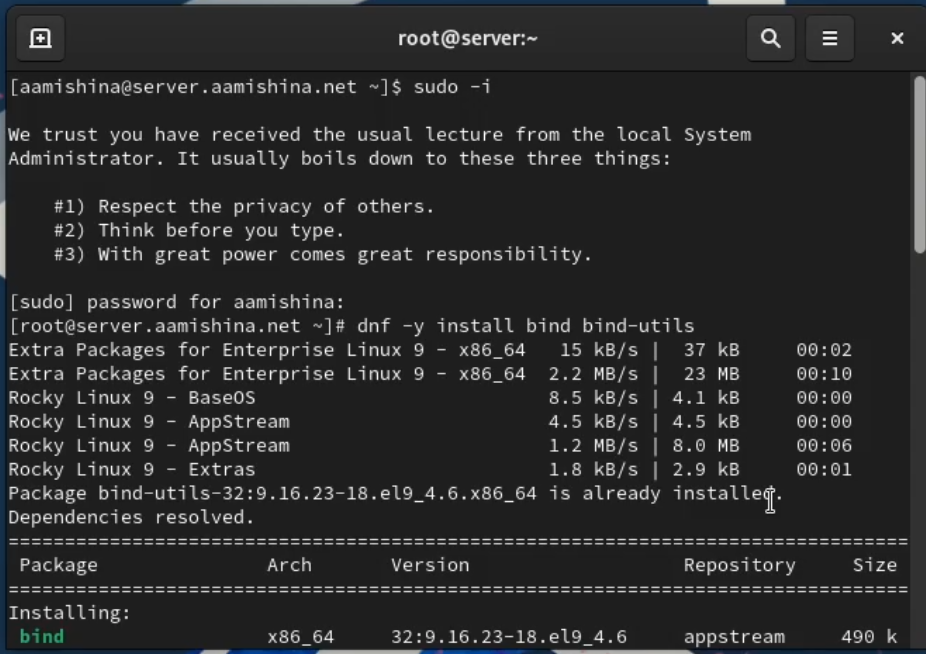 root@server:~
[aamishina@server.aamishina.net ~]$ sudo -i
We trust you have received the usual lecture from the local System
Administrator. It usually boils down to these three things:
#1) Respect the privacy of others.
#2) Think before you type.
#3) With great power comes great responsibility.
[sudo] password for aamishina:
[root@server.aamishina.net ~]# dnf -y install bind bind-utils
Extra Packages for Enterprise Linux 9 - x86_64   15 kB/s |  37 kB     00:02
Extra Packages for Enterprise Linux 9 - x86_64  2.2 MB/s |  23 MB     00:10
Rocky Linux 9 - BaseOS                          8.5 kB/s | 4.1 kB     00:00
Rocky Linux 9 - AppStream                       4.5 kB/s | 4.5 kB     00:00
Rocky Linux 9 - AppStream                       1.2 MB/s | 8.0 MB     00:06
Rocky Linux 9 - Extras                          1.8 kB/s | 2.9 kB     00:01
Package bind-utils-32:9.16.23-18.el9_4.6.x86_64 is already installed.
Dependencies resolved.
================================================================================
Package               Arch       Version                   Repository     Size
================================================================================
Installing:
bind                  x86_64     32:9.16.23-18.el9_4.6     appstream     490 k